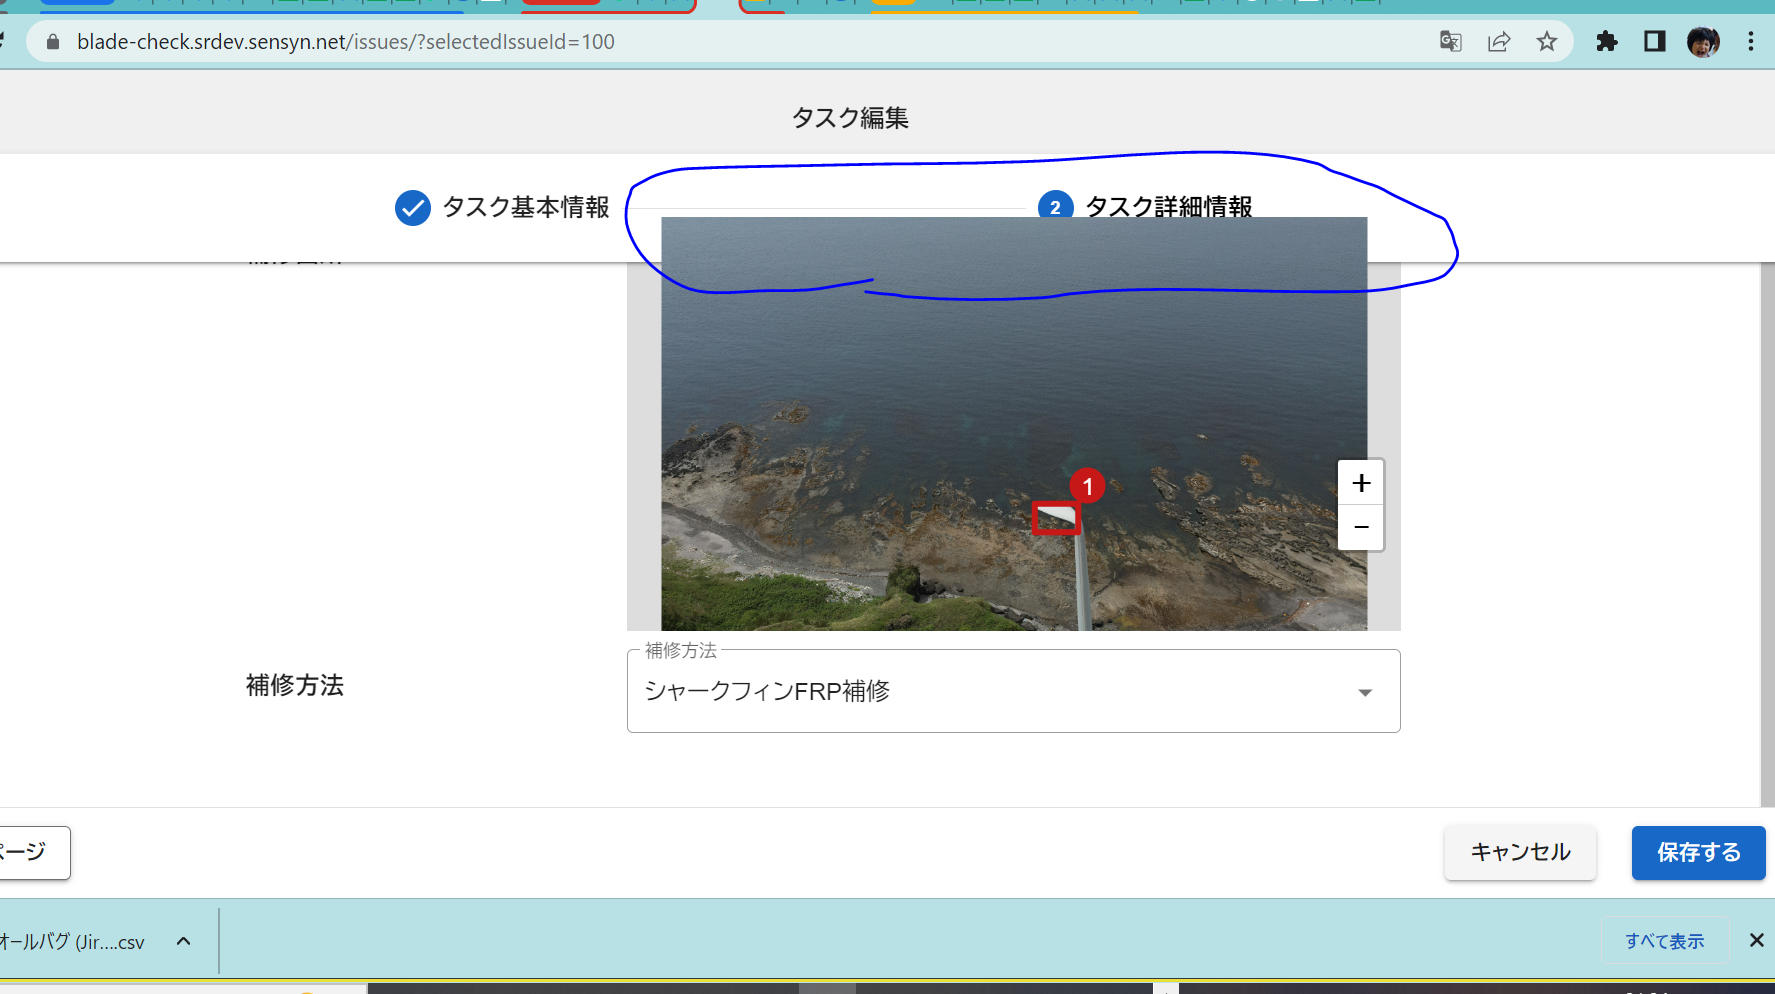 blade-check.srdev.sensyn.net/issues/?selectedIssueId=100
タスク編集
タスク基本情報
2 タスク詳細情報
1
+
−
補修方法
補修方法
シャークフィンFRP補修
ページ
キャンセル
保存する
オールバグ (Jir....csv
すべて表示